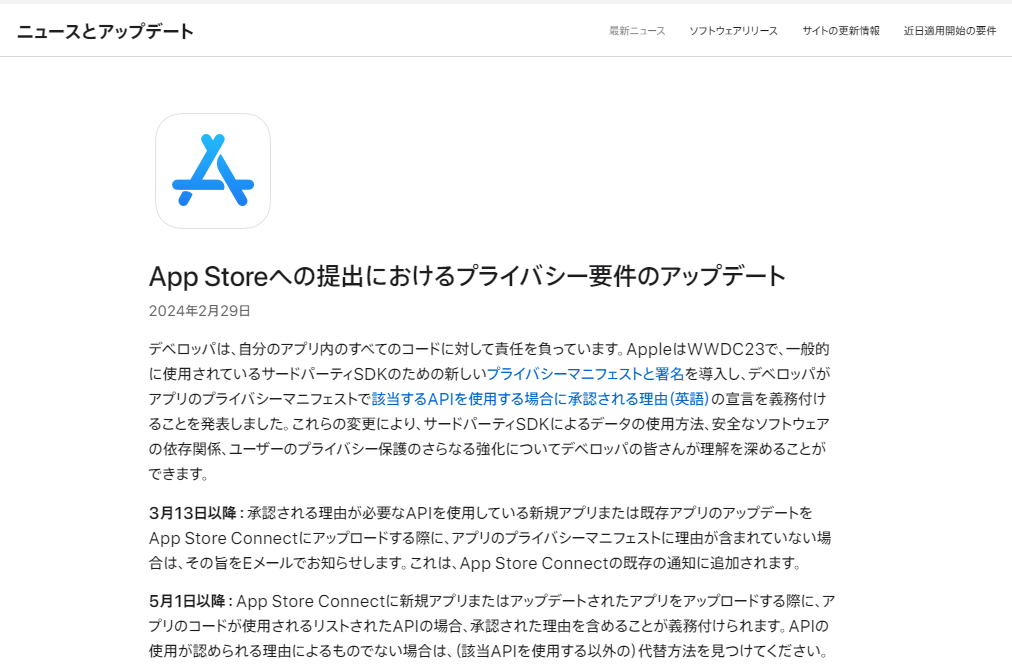 ニュースとアップデート
最新ニュース ソフトウェアリリース サイトの更新情報 近日適用開始の要件
App Storeへの提出におけるプライバシー要件のアップデート
2024年2月29日
デベロッパは、自分のアプリ内のすべてのコードに対して責任を負っています。AppleはWWDC23で、一般的
に使用されているサードパーティSDKのための新しいプライバシーマニフェストと署名を導入し、デベロッパが
アプリのプライバシーマニフェストで該当するAPIを使用する場合に承認される理由（英語）の宣言を義務付け
ることを発表しました。これらの変更により、サードパーティSDKによるデータの使用方法、安全なソフトウェア
の依存関係、ユーザーのプライバシー保護のさらなる強化についてデベロッパの皆さんが理解を深めることが
できます。
3月13日以降：承認される理由が必要なAPIを使用している新規アプリまたは既存アプリのアップデートを
App Store Connectにアップロードする際に、アプリのプライバシーマニフェストに理由が含まれていない場
合は、その旨をEメールでお知らせします。これは、App Store Connectの既存の通知に追加されます。
5月1日以降：App Store Connectに新規アプリまたはアップデートされたアプリをアップロードする際に、ア
プリのコードが使用されるリストされたAPIの場合、承認された理由を含めることが義務付けられます。APIの
使用が認められる理由によるものでない場合は、（該当APIを使用する以外の）代替方法を見つけてください。